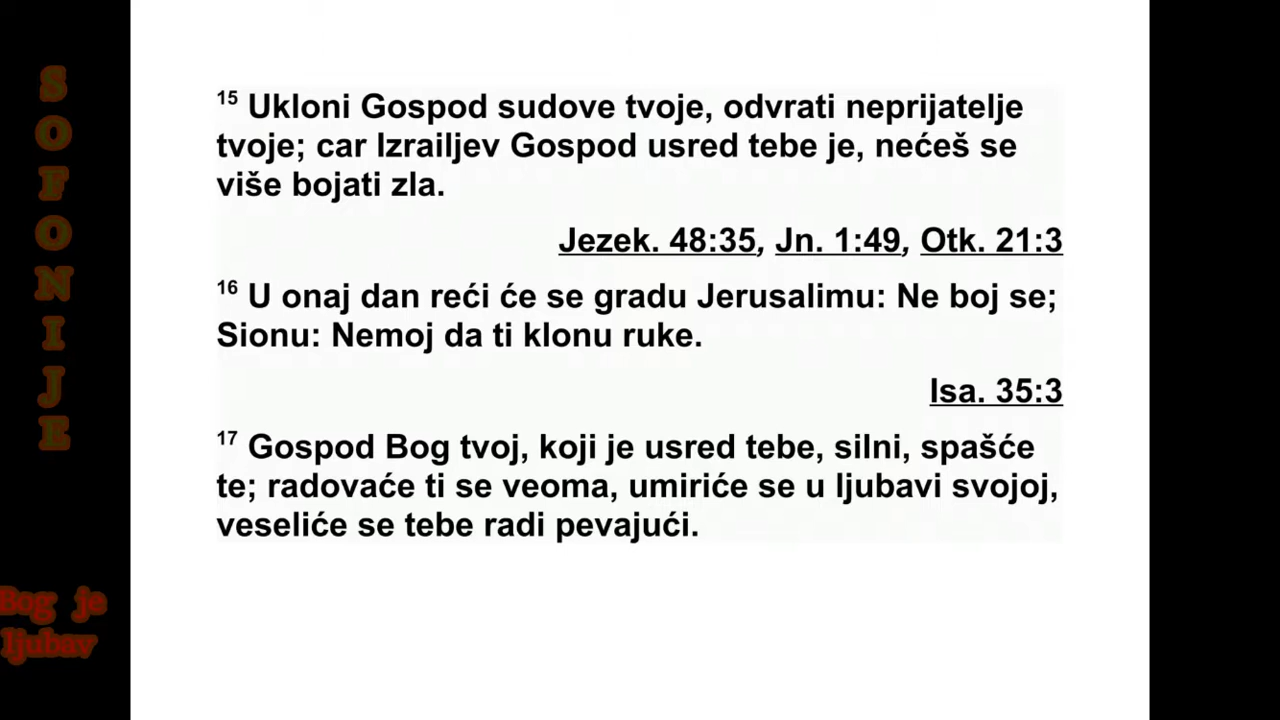 SOFONIJE
15 Ukloni Gospod sudove tvoje, odvrati neprijatelje
tvoje; car Izrailjev Gospod usred tebe je, nećeš se
više bojati zla.
Jezek. 48:35, Jn. 1:49, Otk. 21:3
16 U onaj dan reći će se gradu Jerusalimu: Ne boj se;
Sionu: Nemoj da ti klonu ruke.
Isa. 35:3
17 Gospod Bog tvoj, koji je usred tebe, silni, spašće
te; radovaće ti se veoma, umiriće se u ljubavi svojoj,
veseliće se tebe radi pevajući.
Bog je
ljubav